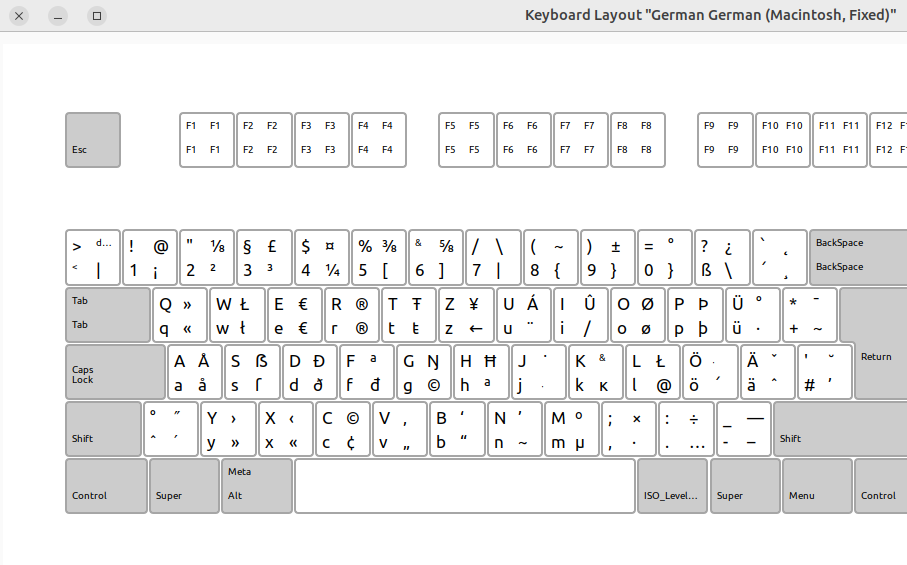 Keyboard Layout "German German (Macintosh, Fixed)"
F1 F1 F2 F2 F3 F3 F4 F4 F5 F5 F6 F6 F7 F7 F8 F8 F9 F9 F10 F10 F11 F11 F12
Esc F1 F1 F2 F2 F3 F3 F4 F4 F5 F5 F6 F6 F7 F7 F8 F8 F9 F9 F10 F10 F11 F11 F12
> d... ! @ " ⅛ § £ $ ¤ % ⅜ & ⅝ / \ ( ~ ) ± = ° ? ¿ ` ˛ BackSpace
< | 1 ¡ 2 ² 3 ³ 4 ¼ 5 [ 6 ] 7 | 8 { 9 } 0 } ß \ ´ ¸ BackSpace
Tab Q » W Ł E € R ® T Ŧ Z ¥ U Á I Û O Ø P Þ Ü ° * ¯
Tab q « w ł e € r ® t ŧ z ← u ¨ i / o ø p þ ü · + ~
Return
A Å S ẞ D Ð F ª G Ŋ H Ħ J ˙ K & L Ł Ö . Ä ˇ ' ˘
Caps
Lock
a å s ſ d ð f đ g © h ª j . k ĸ l @ ö ´ ä ˆ # ’
° ˝ Y › X ‹ C © V ‚ B ‘ N ’ M º ; × : ÷ _ —
Shift ˆ ´ y » x « c ¢ v „ b “ n ~ m µ , · . … - – Shift
Meta
Control Super Alt ISO_Level... Super Menu Control